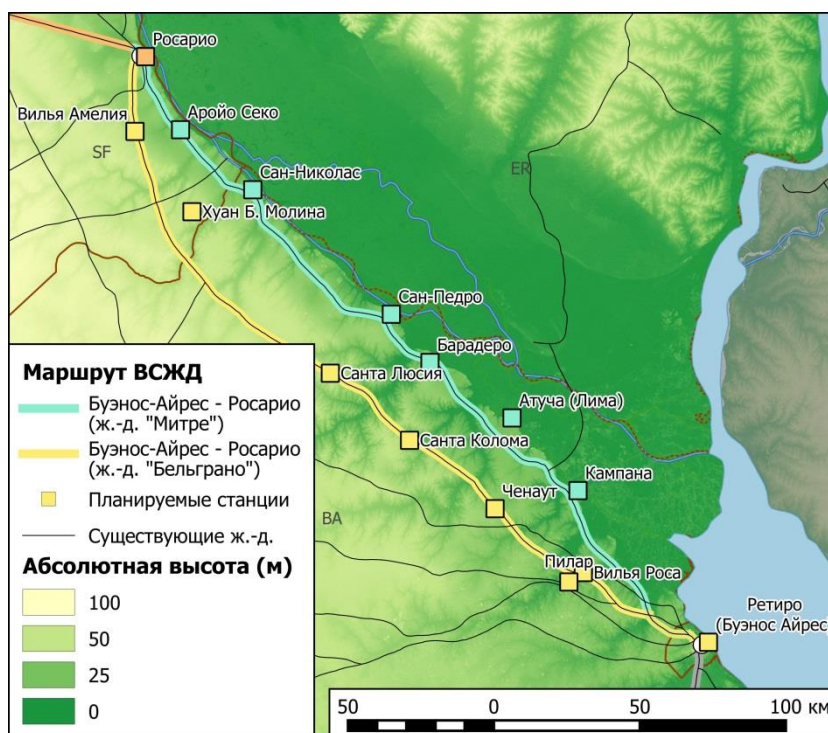 Росарио
Вилья Амелия
Аройо Секо
SF
Сан-Николас
ER
Хуан Б. Молина
Сан-Педро
Барадеро
Санта Люсия
Атуча (Лима)
Санта Колома
Кампана
Ченаут
BA
Пилар
Вилья Роса
Ретиро
(Буэнос Айрес
Маршрут ВСЖД
Буэнос-Айрес - Росарио
(ж.-д. "Митре")
Буэнос-Айрес - Росарио
(ж.-д. "Бельграно")
Планируемые станции
Существующие ж.-д.
Абсолютная высота (м)
100
50
25
0
50 0 50 100 км